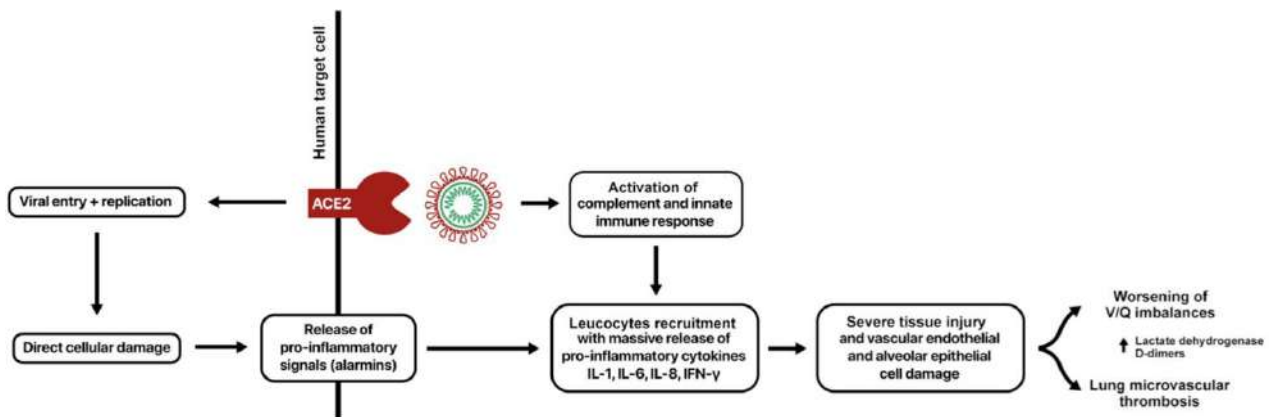 Human target cell
Viral entry + replication
ACE2
Activation of
complement and innate
immune response
Direct cellular damage
Release of
pro-inflammatory
signals (alarmins)
Leucocytes recruitment
with massive release of
pro-inflammatory cytokines
IL-1, IL-6, IL-8, IFN-γ
Severe tissue injury
and vascular endothelial
and alveolar epithelial
cell damage
Worsening of
V/Q imbalances
Lactate dehydrogenase
D-dimers
Lung microvascular
thrombosis